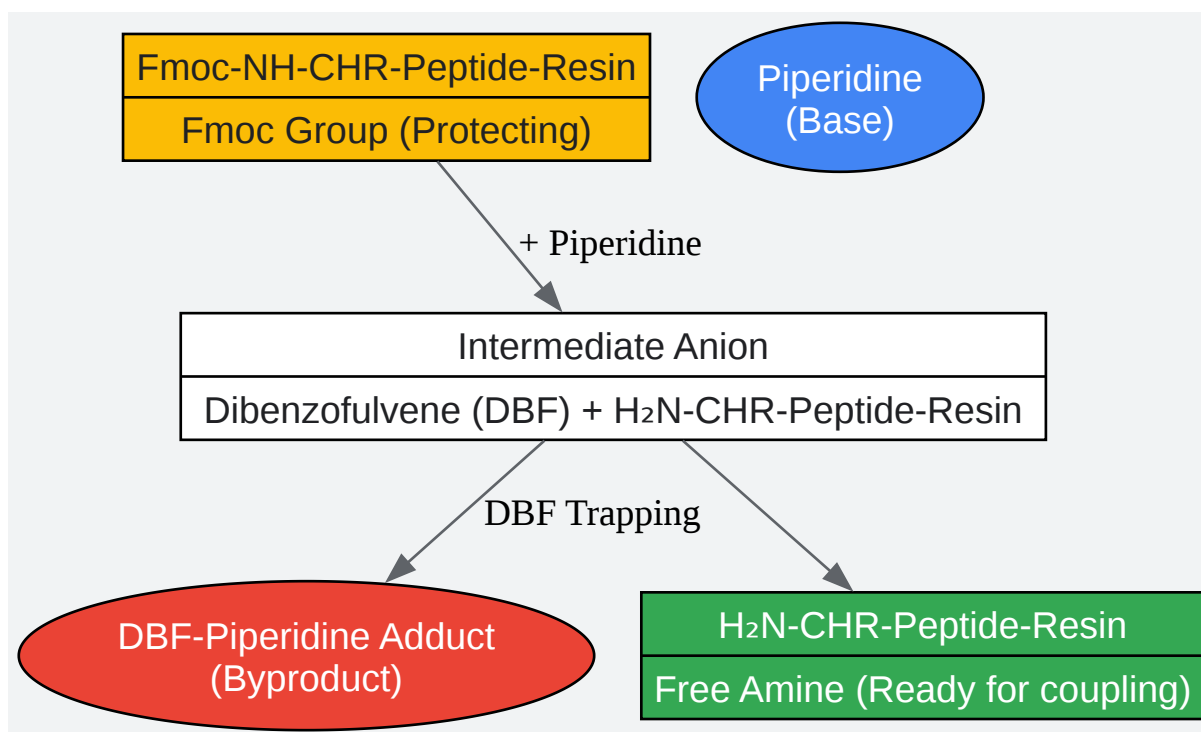 Fmoc-NH-CHR-Peptide-Resin
Fmoc Group (Protecting)
Piperidine
(Base)
+ Piperidine
Intermediate Anion
Dibenzofulvene (DBF) + H₂N-CHR-Peptide-Resin
DBF Trapping
DBF-Piperidine Adduct
(Byproduct)
H₂N-CHR-Peptide-Resin
Free Amine (Ready for coupling)